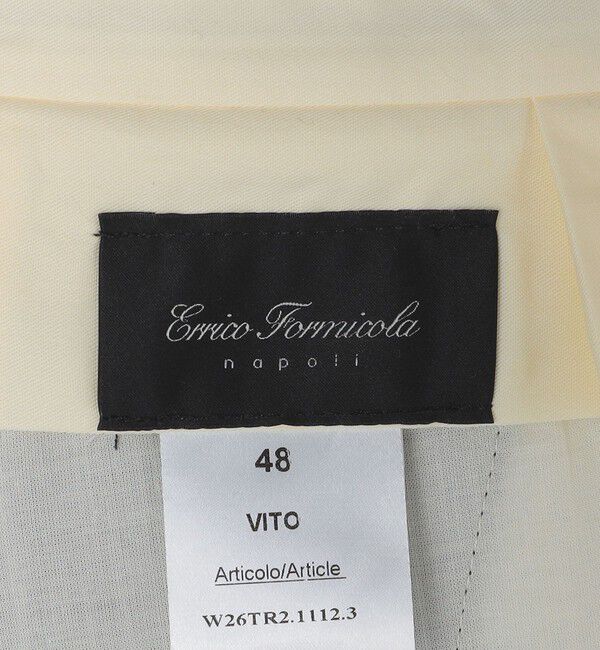 Errico Formicola
napoli
48
VITO
Articolo/Article
W26TR2.1112.3